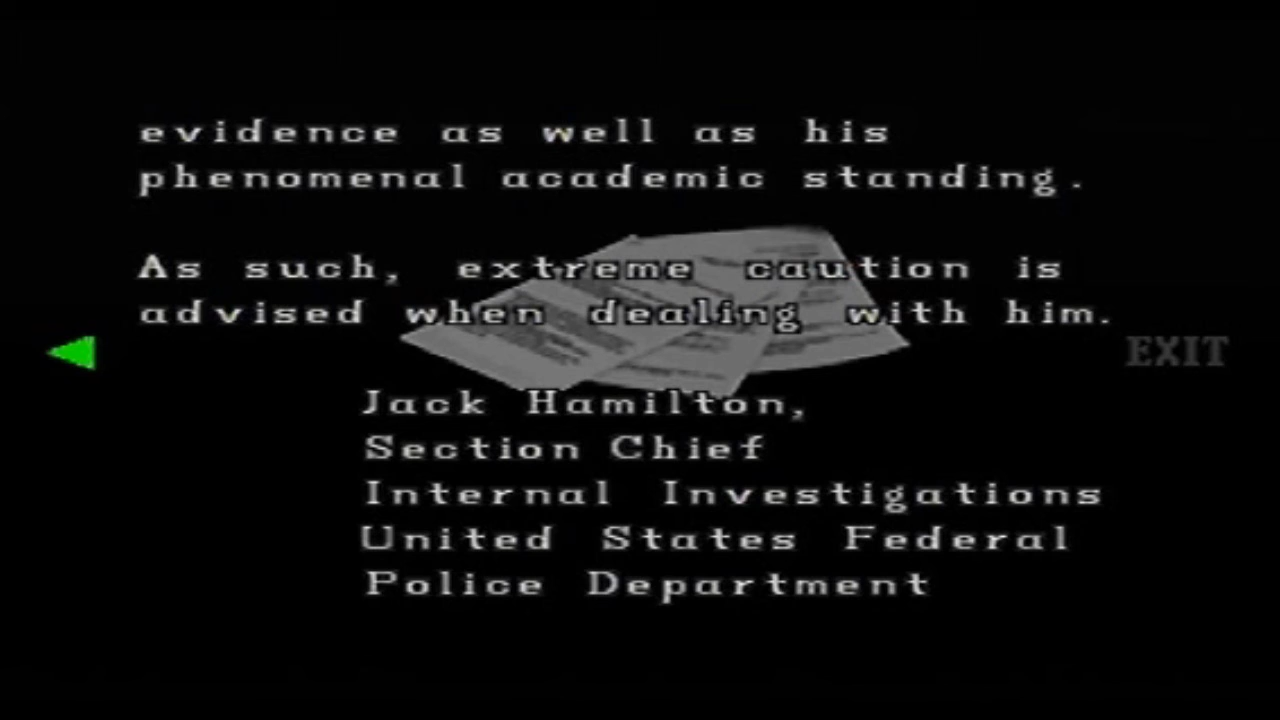 evidence as well as his
phenomenal academic standing.
As such, extreme caution is
advised when dealing with him.
EXIT
Jack Hamilton,
Section Chief
Internal Investigations
United States Federal
Police Department